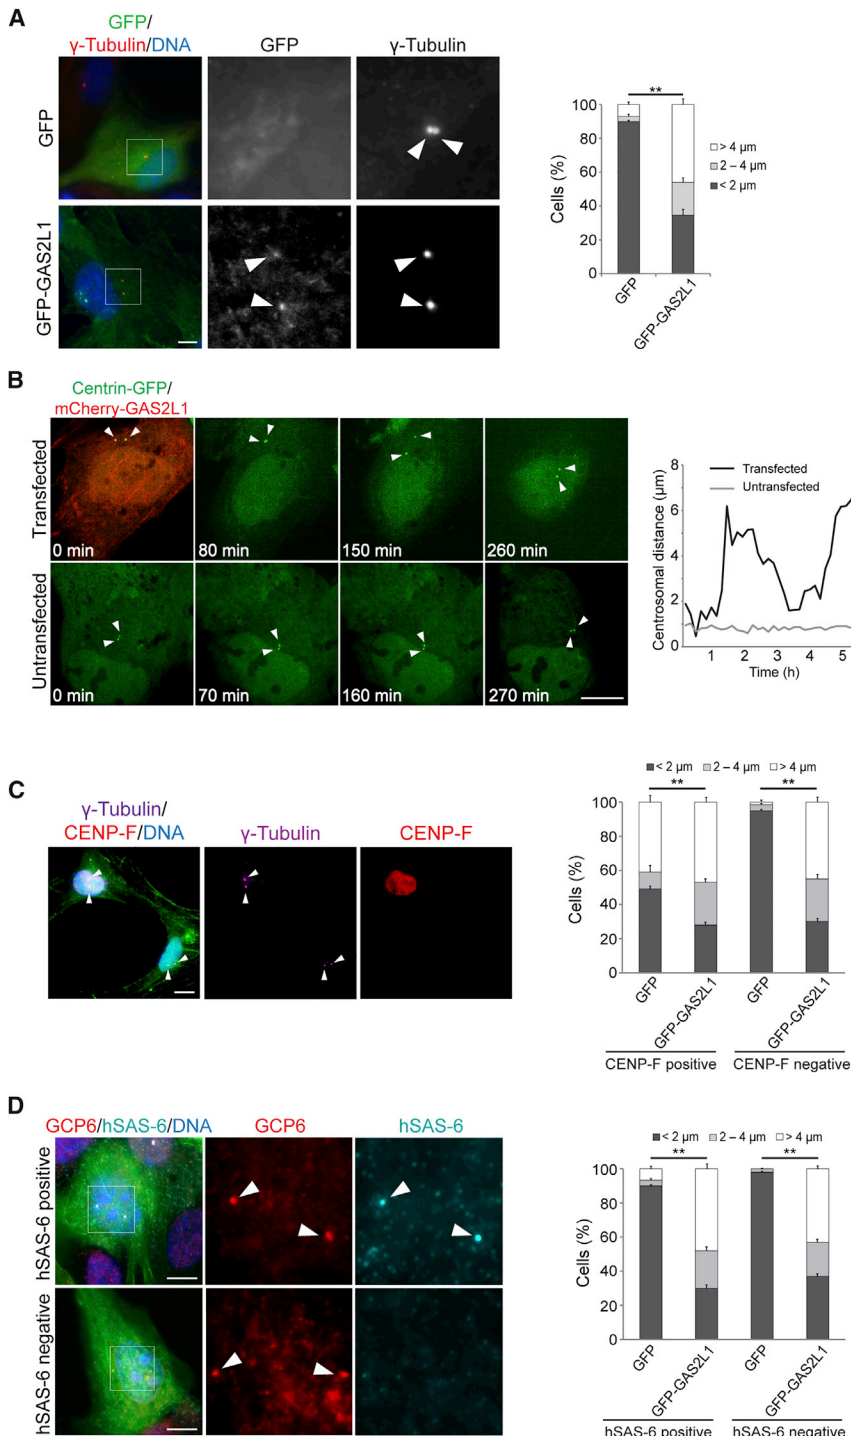 A
GFP/
γ-Tubulin/DNA
GFP
γ-Tubulin
GFP
GFP-GAS2L1
**
Cells (%)
100
80
60
40
20
0
> 4 µm
2 – 4 µm
< 2 µm
GFP
GFP-GAS2L1
B
Centrin-GFP/
mCherry-GAS2L1
Transfected
0 min
80 min
150 min
260 min
Untransfected
0 min
70 min
160 min
270 min
Centrosomal distance (µm)
8
6
4
2
0
Transfected
Untransfected
1 2 3 4 5
Time (h)
C
γ-Tubulin/
CENP-F/DNA
γ-Tubulin
CENP-F
< 2 µm 2 – 4 µm > 4 µm
** **
Cells (%)
100
80
60
40
20
0
GFP
GFP-GAS2L1
GFP
GFP-GAS2L1
CENP-F positive
CENP-F negative
D
GCP6/hSAS-6/DNA
GCP6
hSAS-6
hSAS-6 positive
hSAS-6 negative
< 2 µm 2 – 4 µm > 4 µm
** **
Cells (%)
100
80
60
40
20
0
GFP
GFP-GAS2L1
GFP
GFP-GAS2L1
hSAS-6 positive
hSAS-6 negative